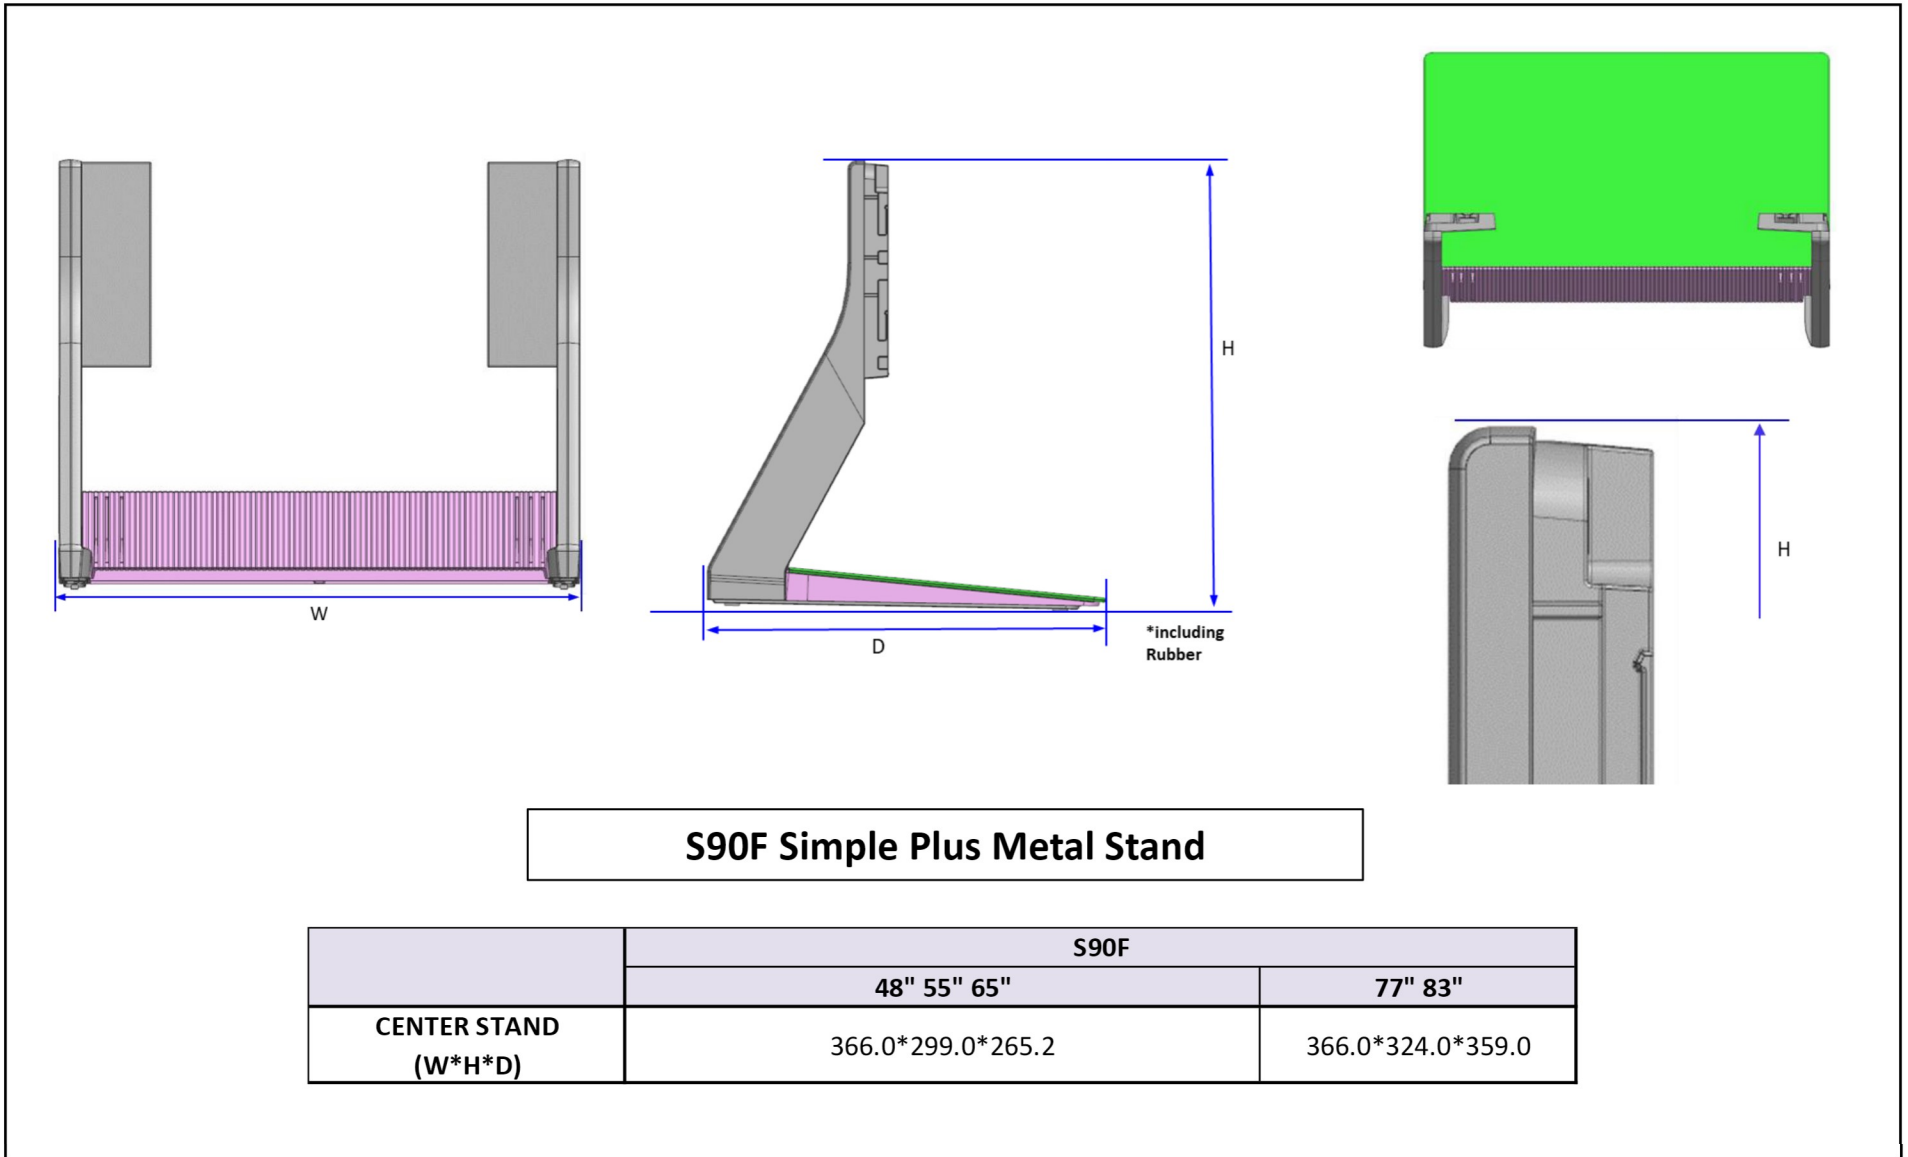 H
W
D
*including
Rubber
H
S90F Simple Plus Metal Stand
S90F
48" 55" 65"
77" 83"
CENTER STAND
(W*H*D)
366.0*299.0*265.2
366.0*324.0*359.0